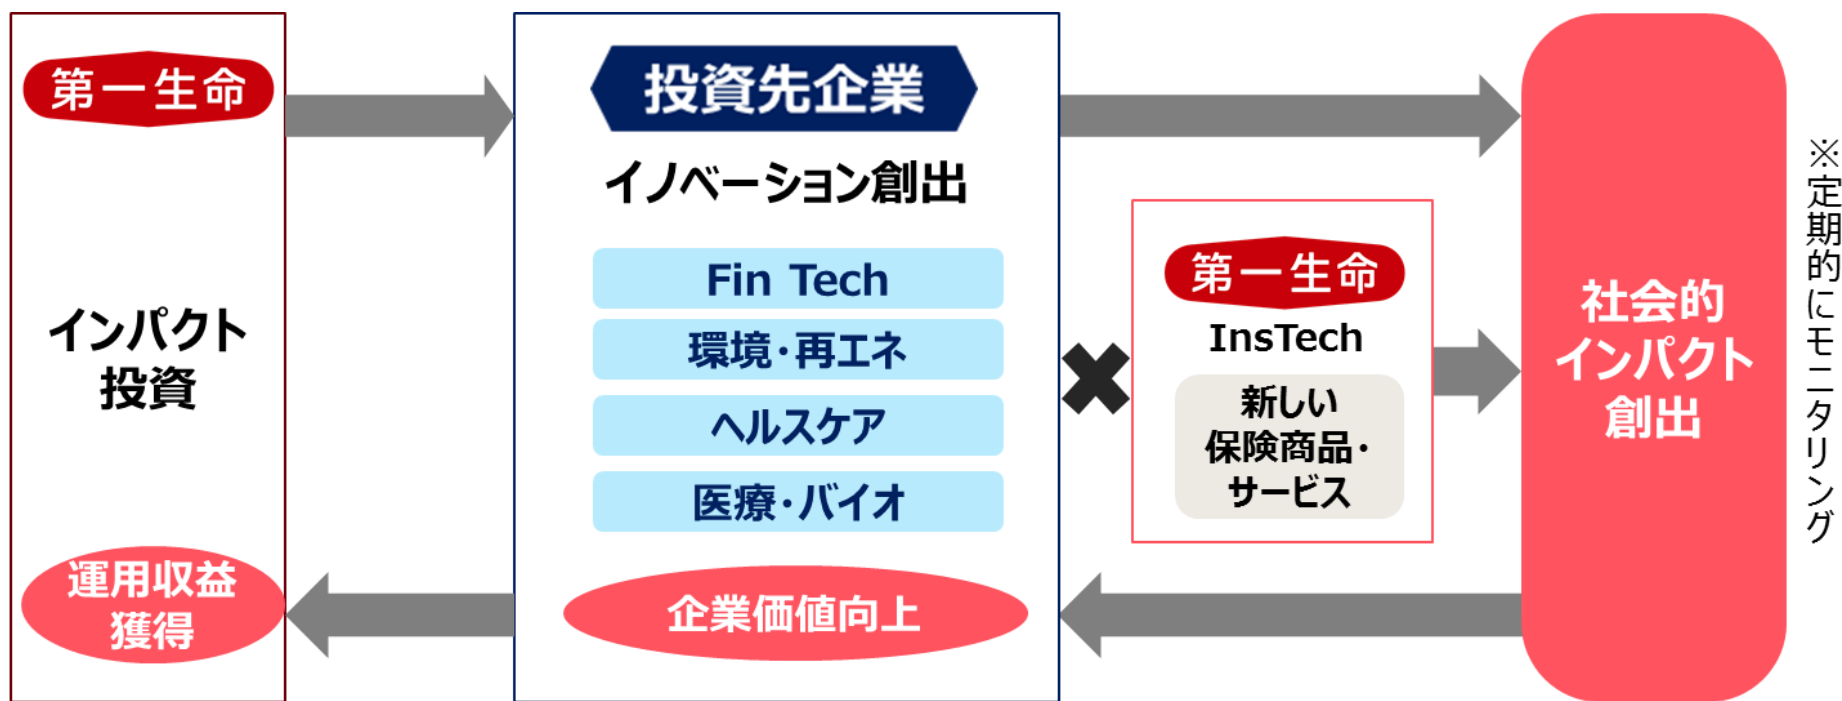 第一生命
インパクト
投資
運用収益
獲得
投資先企業
イノベーション創出
Fin Tech
環境・再エネ
ヘルスケア
医療・バイオ
企業価値向上
第一生命
InsTech
新しい
保険商品・
サービス
社会的
インパクト
創出
※定期的にモニタリング